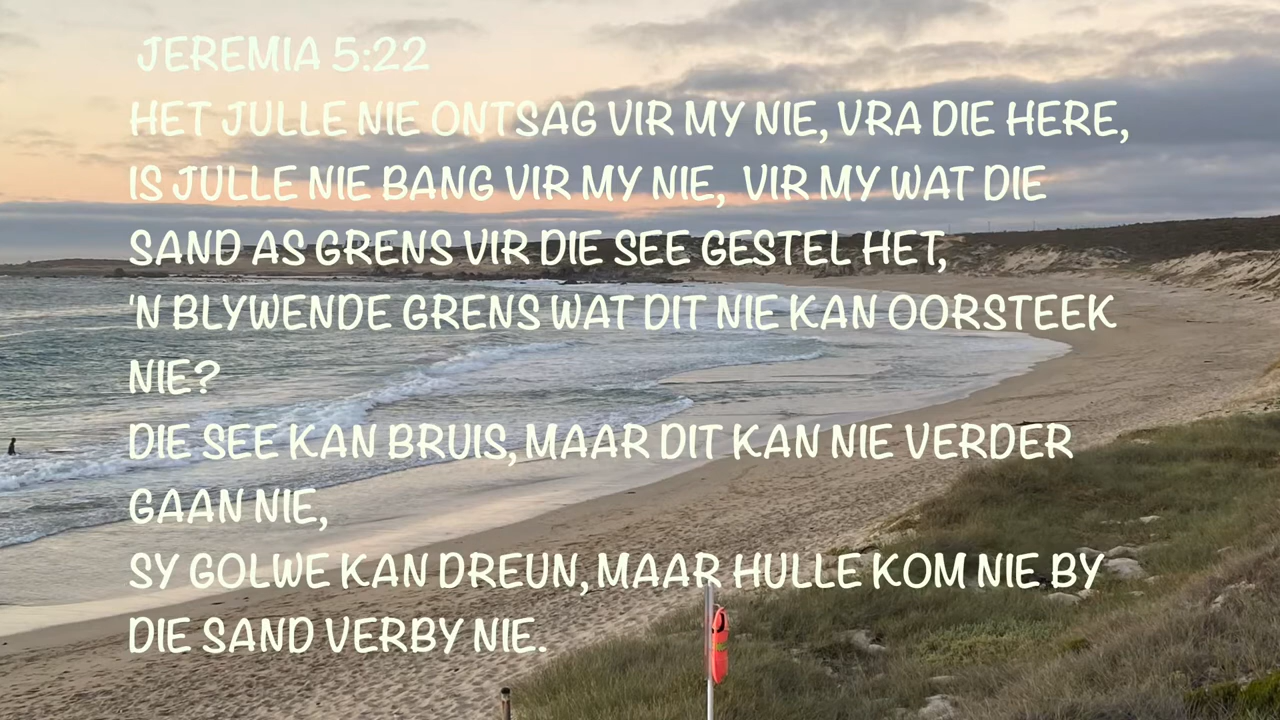 JEREMIA 5:22
HET JULLE NIE ONTSAG VIR MY NIE, VRA DIE HERE,
IS JULLE NIE BANG VIR MY NIE, VIR MY WAT DIE
SAND AS GRENS VIR DIE SEE GESTEL HET,
'N BLYWENDE GRENS WAT DIT NIE KAN OORSTEEK
NIE?
DIE SEE KAN BRUIS, MAAR DIT KAN NIE VERDER
GAAN NIE,
SY GOLWE KAN DREUN, MAAR HULLE KOM NIE BY
DIE SAND VERBY NIE.